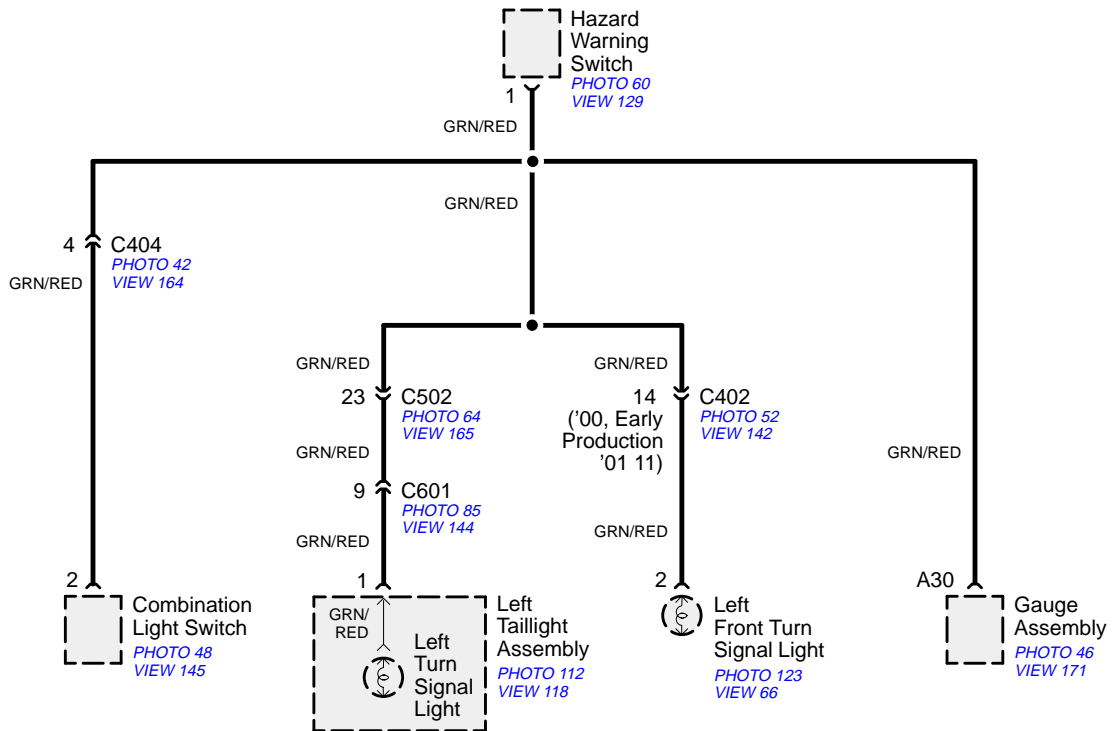 Hazard
Warning
Switch
PHOTO 60
VIEW 129
1
GRN/RED
GRN/RED
4
C404
PHOTO 42
VIEW 164
GRN/RED
GRN/RED
23
C502
PHOTO 64
VIEW 165
GRN/RED
9
C601
PHOTO 85
VIEW 144
GRN/RED
GRN/RED
14
('00, Early
Production
'01 11)
C402
PHOTO 52
VIEW 142
GRN/RED
GRN/RED
2
Combination
Light Switch
PHOTO 48
VIEW 145
1
GRN/
RED
Left
Turn
Signal
Light
Left
Taillight
Assembly
PHOTO 112
VIEW 118
2
Left
Front Turn
Signal Light
PHOTO 123
VIEW 66
A30
Gauge
Assembly
PHOTO 46
VIEW 171